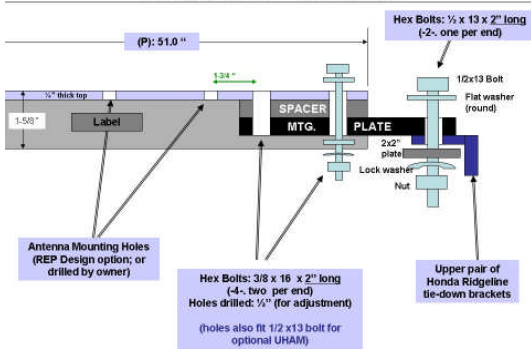 Hex Bolts: ½ x 13 x 2" long
(-2-. one per end)
(P): 51.0 "
1-3/4 "
1/2x13 Bolt
Flat washer
(round)
¼" thick top
1-5/8"
Label
SPACER
MTG. PLATE
2x2"
plate
Lock washer
Nut
Antenna Mounting Holes
(REP Design option; or
drilled by owner)
Hex Bolts: 3/8 x 16 x 2" long
(-4-. two per end)
Holes drilled: ½" (for adjustment)
(holes also fit 1/2 x13 bolt for
optional UHAM)
Upper pair of
Honda Ridgeline
tie-down brackets